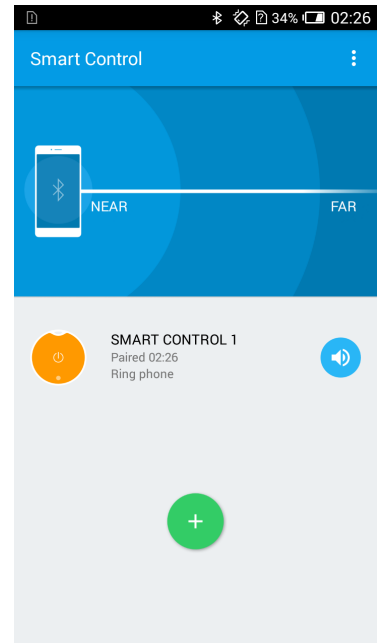 34% 02:26
Smart Control
NEAR FAR
SMART CONTROL 1
Paired 02:26
Ring phone